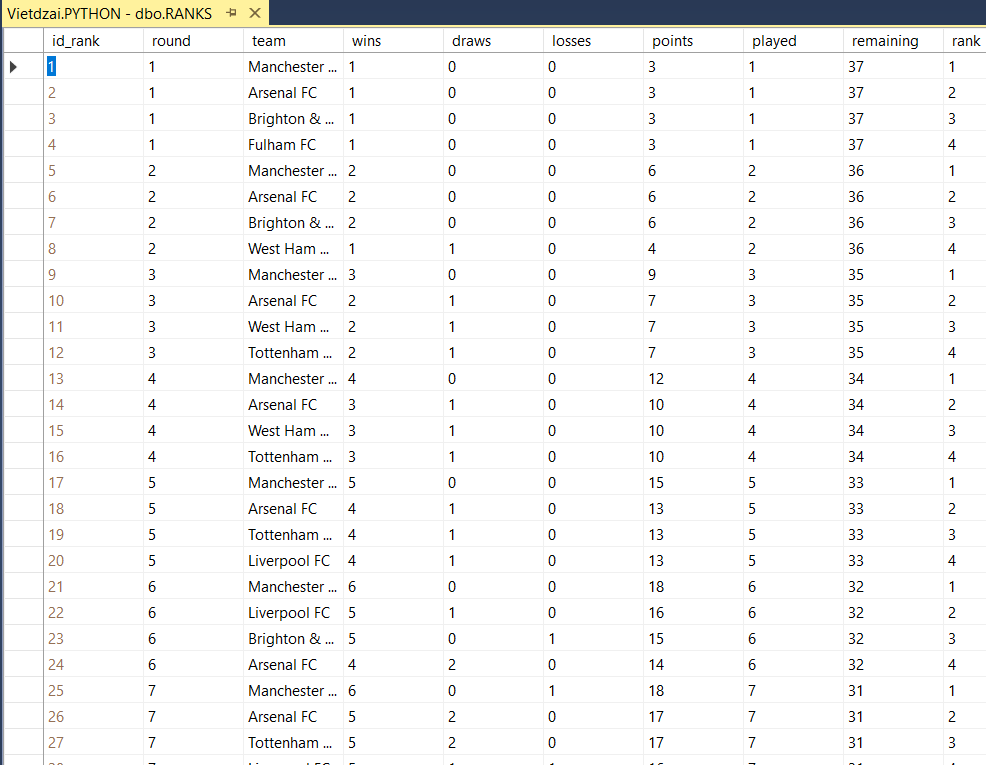 Vietdzai.PYTHON - dbo.RANKS
id_rank round team wins draws losses points played remaining rank
1 1 Manchester ... 1 0 0 3 1 37 1
2 1 Arsenal FC 1 0 0 3 1 37 2
3 1 Brighton & ... 1 0 0 3 1 37 3
4 1 Fulham FC 1 0 0 3 1 37 4
5 2 Manchester ... 2 0 0 6 2 36 1
6 2 Arsenal FC 2 0 0 6 2 36 2
7 2 Brighton & ... 2 0 0 6 2 36 3
8 2 West Ham ... 1 1 0 4 2 36 4
9 3 Manchester ... 3 0 0 9 3 35 1
10 3 Arsenal FC 2 1 0 7 3 35 2
11 3 West Ham ... 2 1 0 7 3 35 3
12 3 Tottenham ... 2 1 0 7 3 35 4
13 4 Manchester ... 4 0 0 12 4 34 1
14 4 Arsenal FC 3 1 0 10 4 34 2
15 4 West Ham ... 3 1 0 10 4 34 3
16 4 Tottenham ... 3 1 0 10 4 34 4
17 5 Manchester ... 5 0 0 15 5 33 1
18 5 Arsenal FC 4 1 0 13 5 33 2
19 5 Tottenham ... 4 1 0 13 5 33 3
20 5 Liverpool FC 4 1 0 13 5 33 4
21 6 Manchester ... 6 0 0 18 6 32 1
22 6 Liverpool FC 5 1 0 16 6 32 2
23 6 Brighton & ... 5 0 1 15 6 32 3
24 6 Arsenal FC 4 2 0 14 6 32 4
25 7 Manchester ... 6 0 1 18 7 31 1
26 7 Arsenal FC 5 2 0 17 7 31 2
27 7 Tottenham ... 5 2 0 17 7 31 3